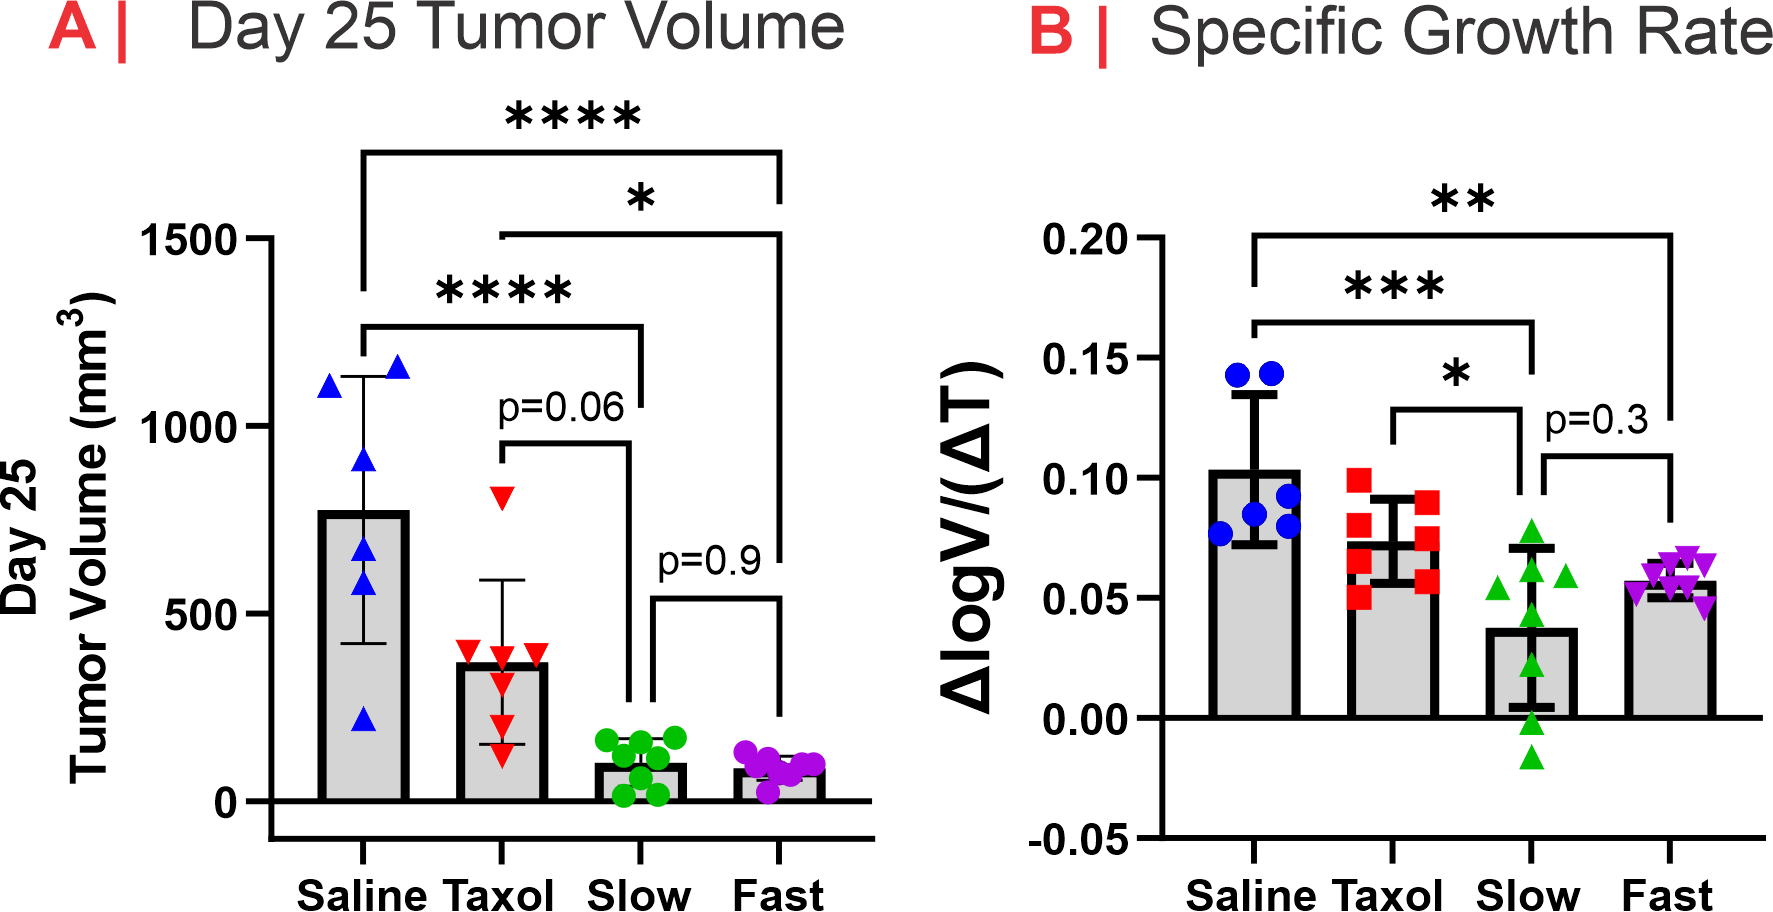 A | Day 25 Tumor Volume
****
*
****
p=0.06
p=0.9
1500
1000
500
0
Day 25
Tumor Volume (mm³)
Saline Taxol Slow Fast
B | Specific Growth Rate
**
***
*
p=0.3
0.20
0.15
0.10
0.05
0.00
-0.05
ΔlogV/(ΔT)
Saline Taxol Slow Fast